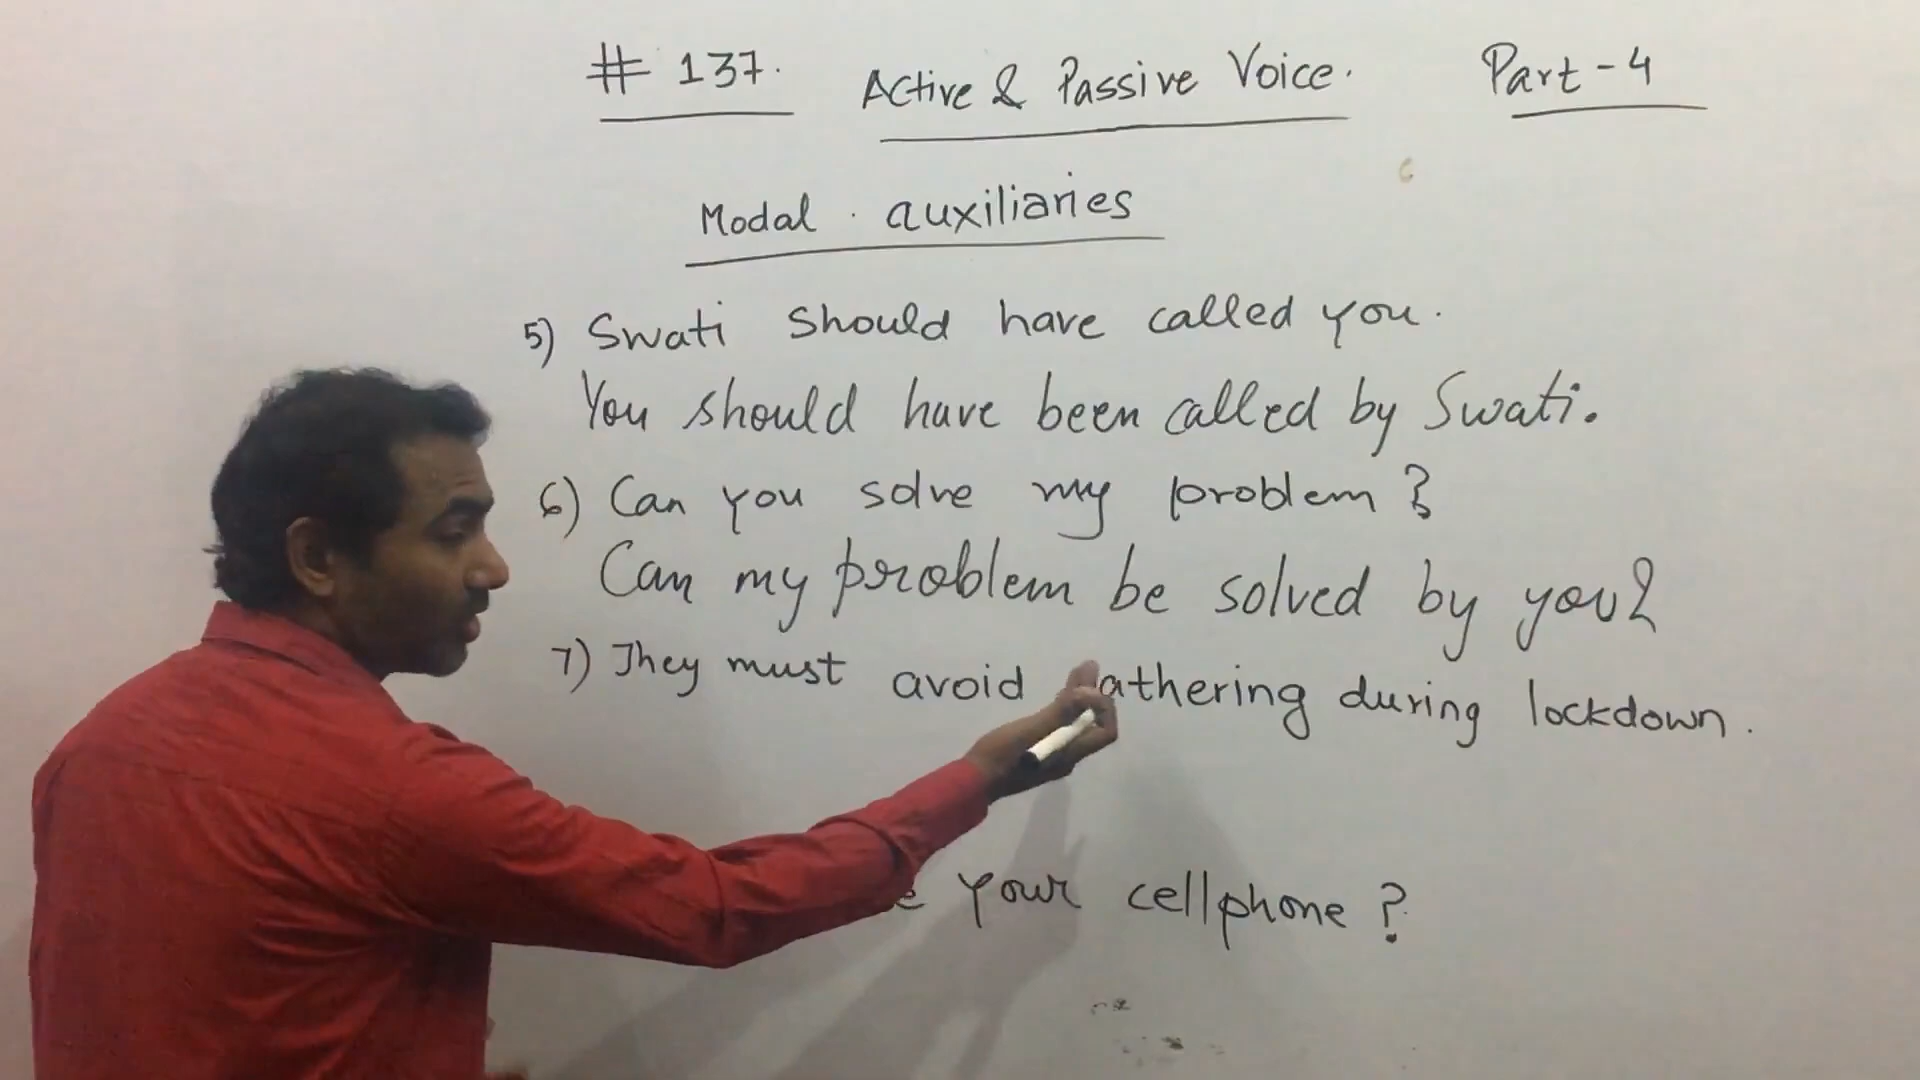 # 137. Active & Passive Voice. Part-4
Modal auxiliaries
5) Swati should have called you.
You should have been called by Swati.
6) Can you solve my problem?
Can my problem be solved by you?
7) They must avoid athering during lockdown.
your cellphone?